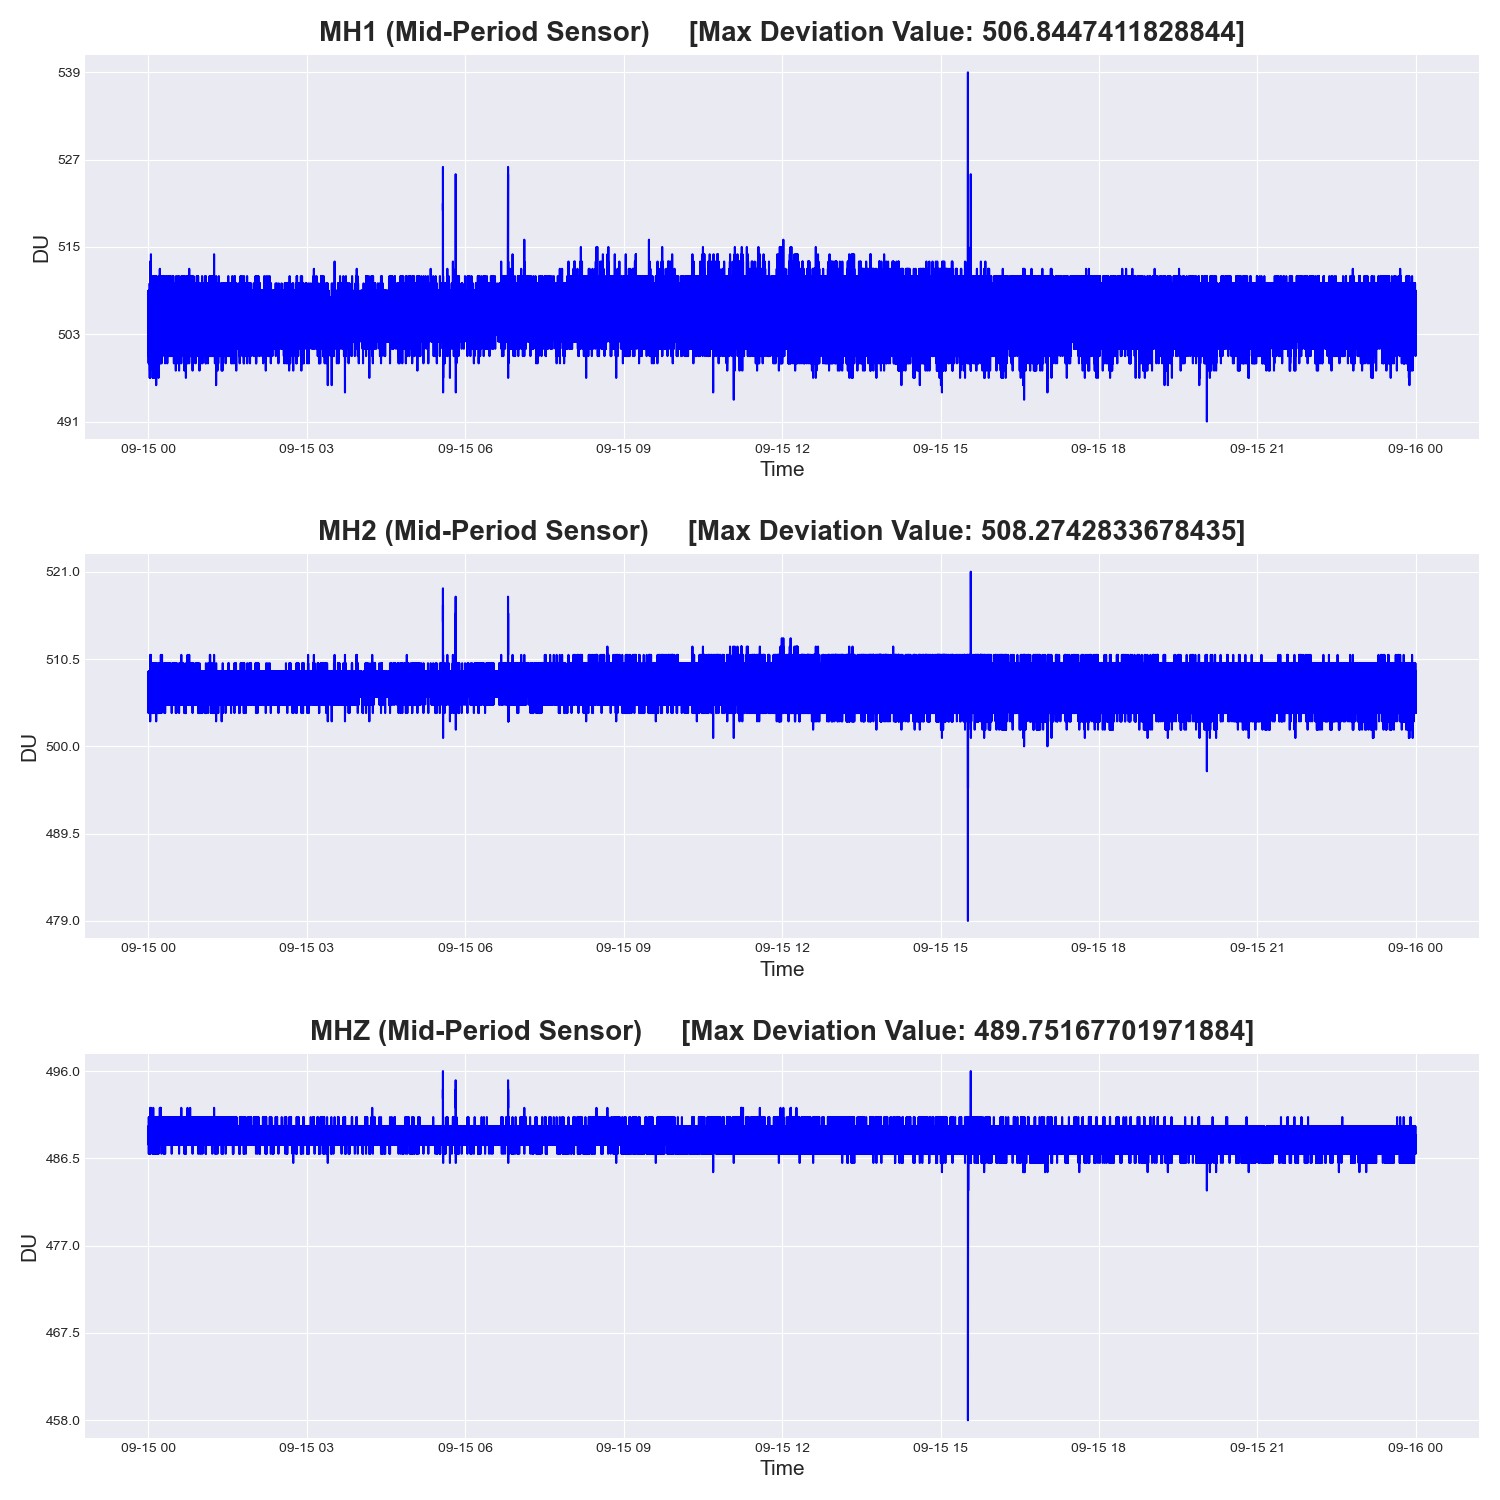 MH1 (Mid-Period Sensor) [Max Deviation Value: 506.8447411828844]
539
527
515
503
491
DU
09-15 00 09-15 03 09-15 06 09-15 09 09-15 12 09-15 15 09-15 18 09-15 21 09-16 00
Time
MH2 (Mid-Period Sensor) [Max Deviation Value: 508.2742833678435]
521.0
510.5
500.0
489.5
479.0
DU
09-15 00 09-15 03 09-15 06 09-15 09 09-15 12 09-15 15 09-15 18 09-15 21 09-16 00
Time
MHZ (Mid-Period Sensor) [Max Deviation Value: 489.75167701971884]
496.0
486.5
477.0
467.5
458.0
DU
09-15 00 09-15 03 09-15 06 09-15 09 09-15 12 09-15 15 09-15 18 09-15 21 09-16 00
Time